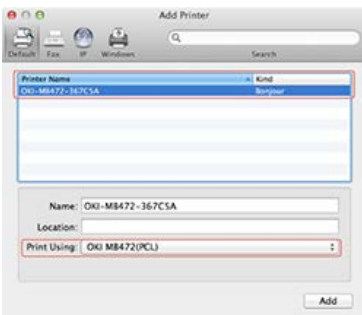 Add Printer
Default Fax IP Windows Search
Printer Name Kind
OKI-MB472-367C5A Bonjour
Name: OKI-MB472-367C5A
Location:
Print Using: OKI MB472(PCL)
Add